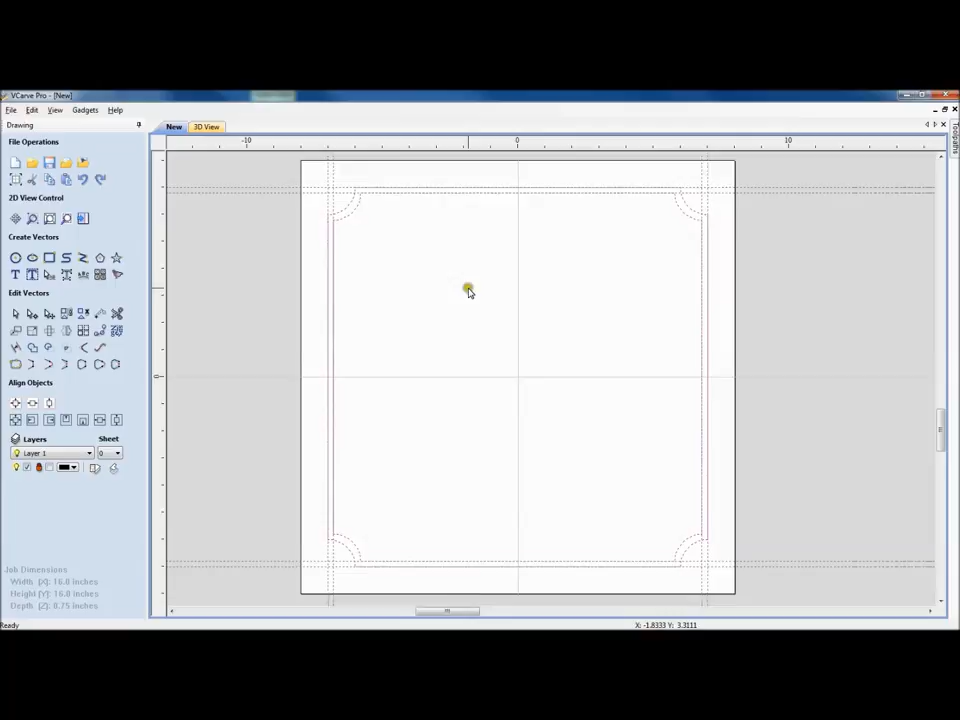 VCarve Pro - [New]
File Edit View Gadgets Help
Drawing
New 3D View
File Operations
-10 0 10
2D View Control
Create Vectors
Edit Vectors
0
Align Objects
Layers Sheet
Layer 1 0
Job Dimensions
Width [X]: 16.0 inches
Height [Y]: 16.0 inches
Depth [Z]: 0.75 inches
Ready X: -1.8333 Y: 3.3111
Toolpaths